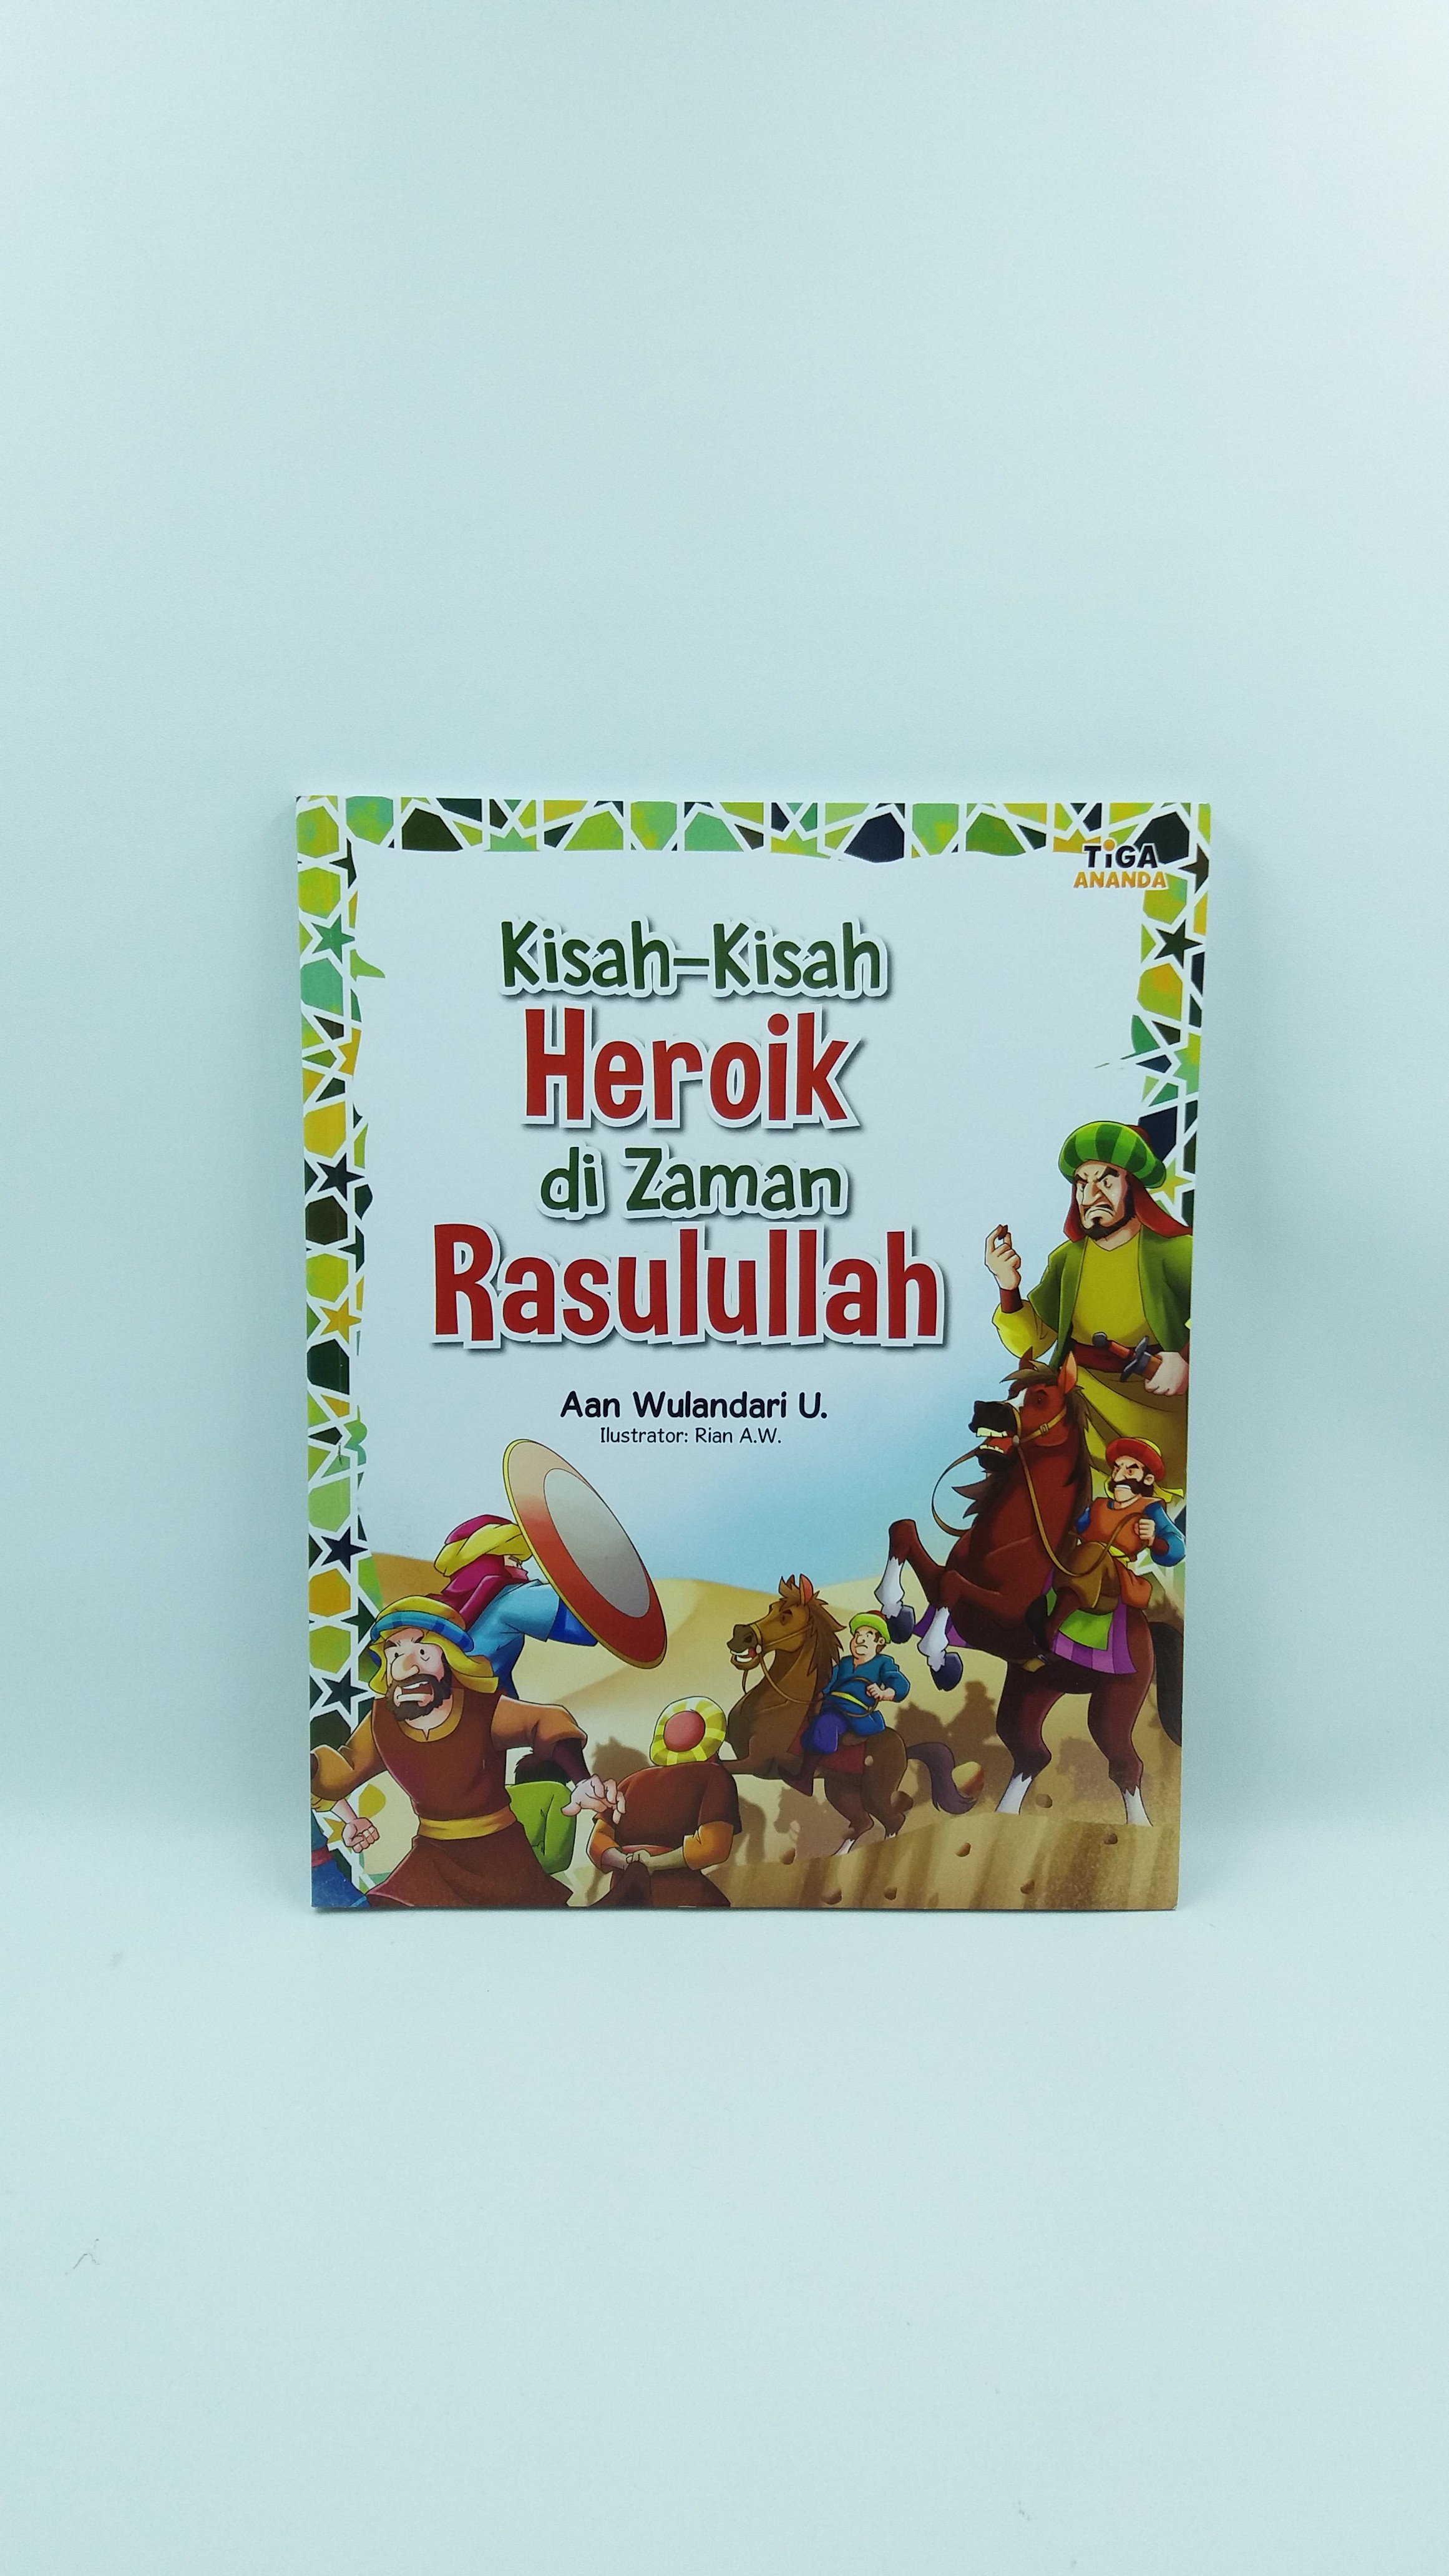 TiGA
ANANDA
Kisah-Kisah
Heroik
di Zaman
Rasulullah
Aan Wulandari U.
Ilustrator: Rian A.W.